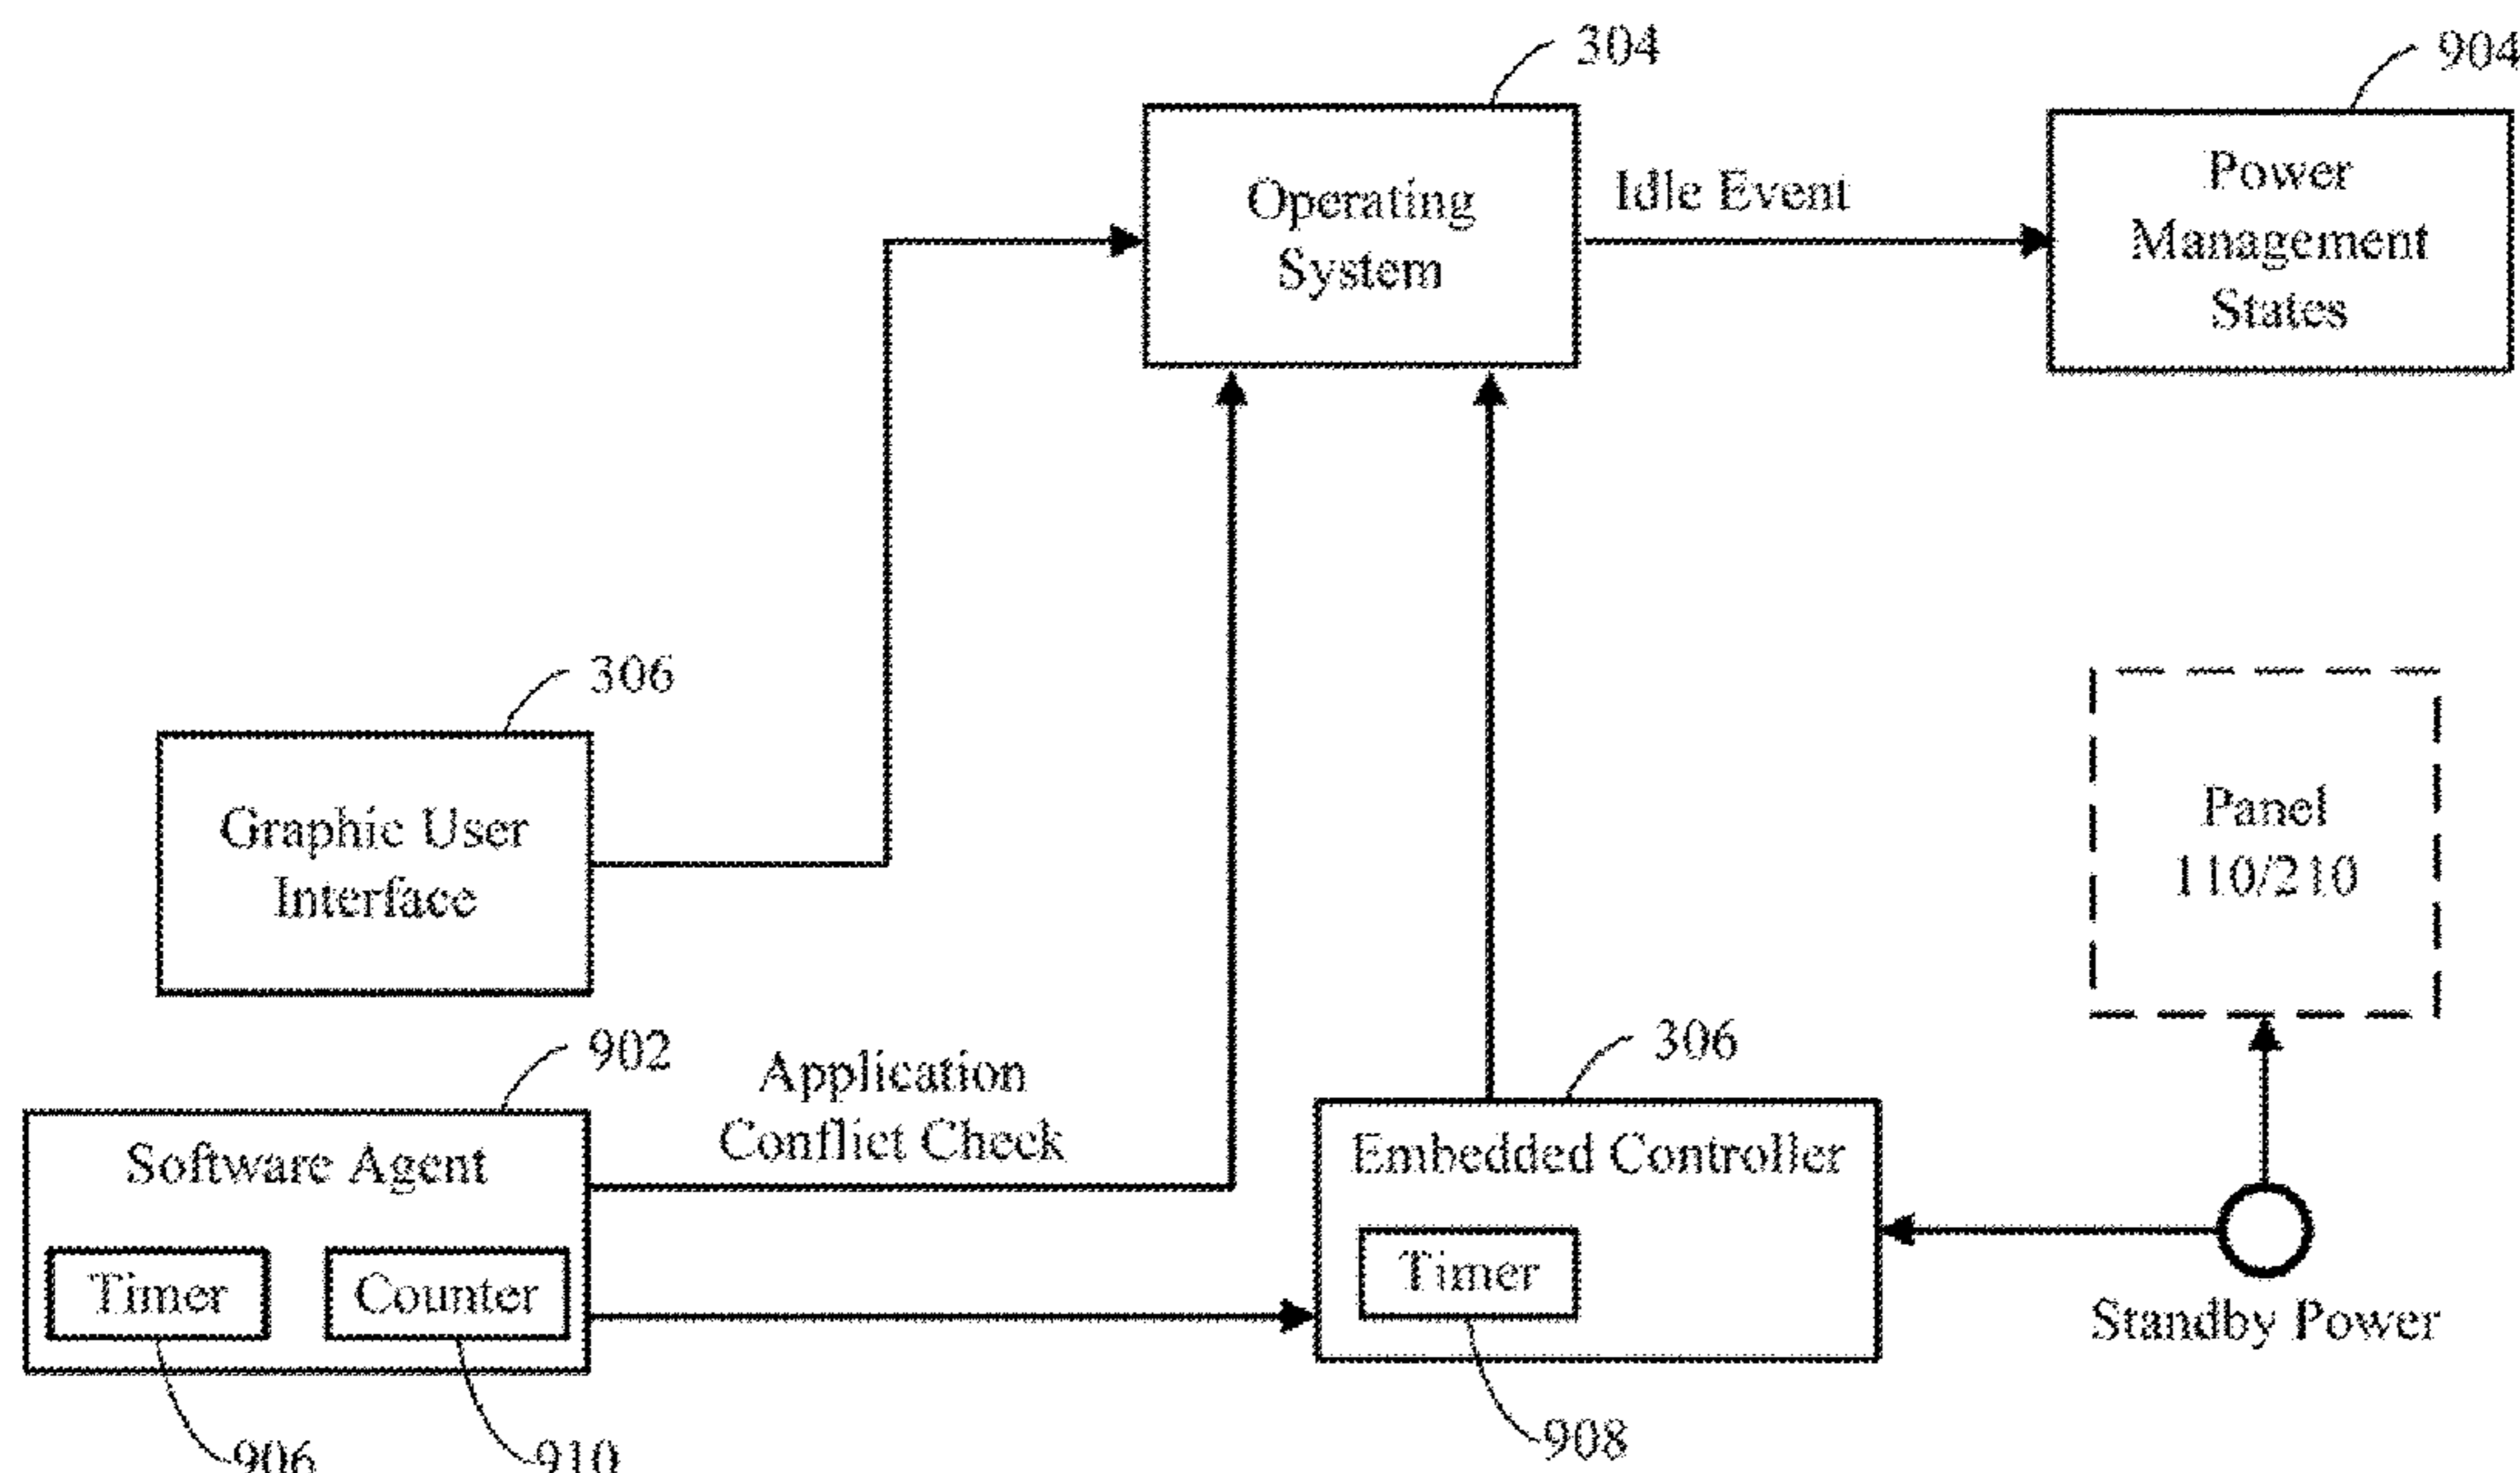 304
904
Operating
System
Idle Event
Power
Management
States
306
Graphic User
Interface
Panel
110/210
902
Application
Conflict Check
306
Software Agent
Embedded Controller
Timer
Counter
Timer
Standby Power
906
910
908